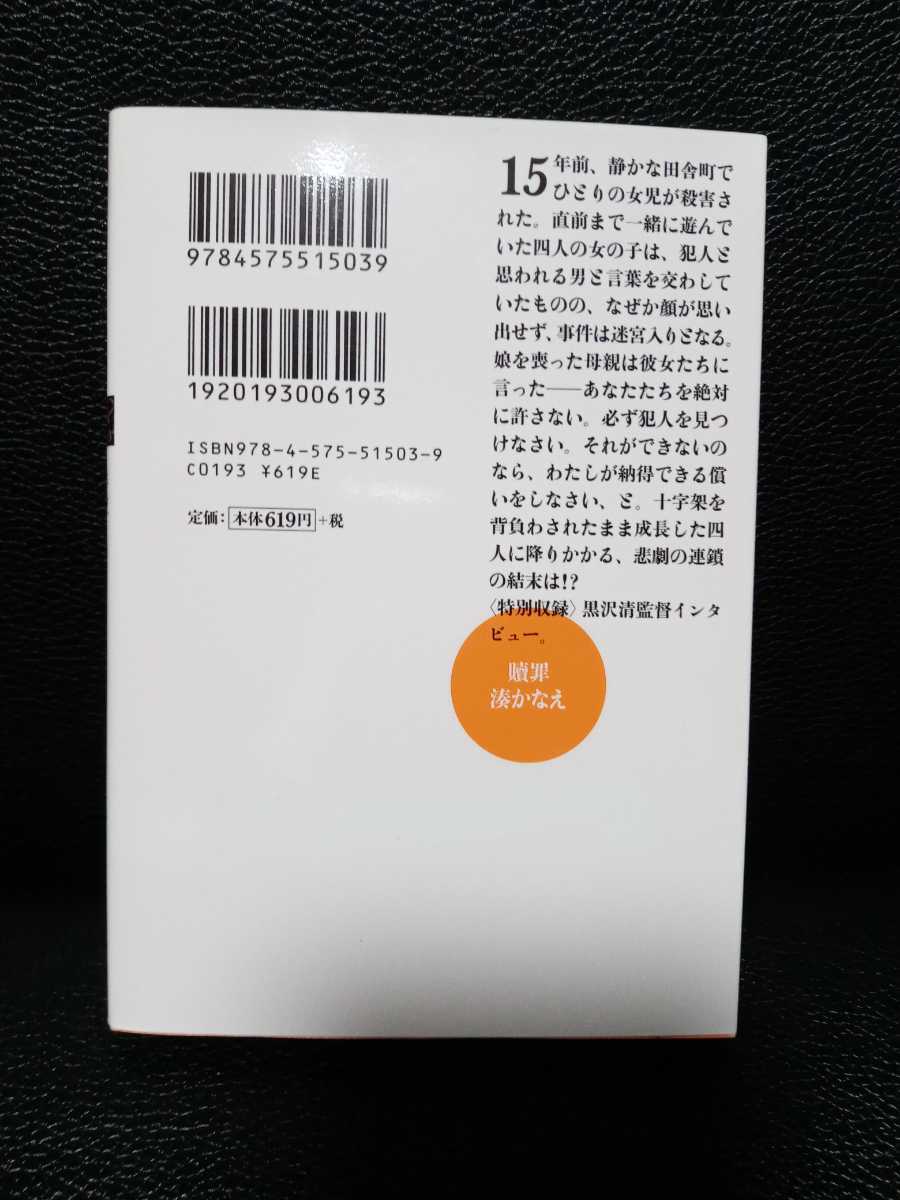 9784575515039
1920193006193
ISBN978-4-575-51503-9
C0193 ¥619E
定価：本体619円+税
15年前、静かな田舎町で
ひとりの女児が殺害さ
れた。直前まで一緒に遊んで
いた四人の女の子は、犯人と
思われる男と言葉を交わして
いたものの、なぜか顔が思い
出せず、事件は迷宮入りとなる。
娘を喪った母親は彼女たちに
言った——あなたたちを絶対
に許さない。必ず犯人を見つ
けなさい。それができないの
なら、わたしが納得できる償
いをしなさい、と。十字架を
背負わされたまま成長した四
人に降りかかる、悲劇の連鎖
の結末は!?
〈特別収録〉黒沢清監督インタ
ビュー。
贖罪
湊かなえ